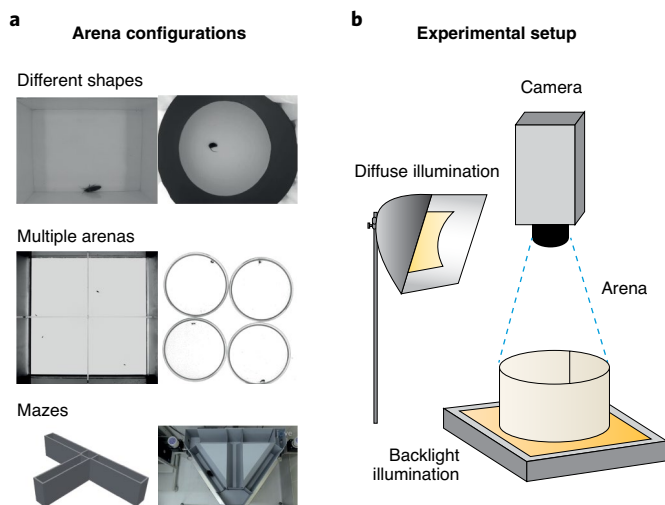 a
Arena configurations
Different shapes
Multiple arenas
Mazes
b
Experimental setup
Camera
Diffuse illumination
Arena
Backlight
illumination